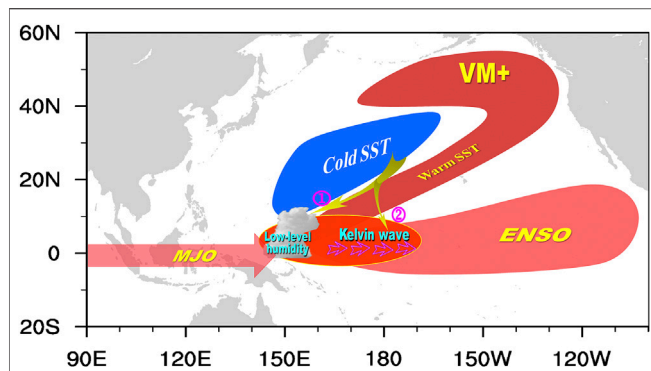 60N
VM+
40N
Cold SST
Warm SST
20N
①
②
Low-level
humidity
Kelvin wave
ENSO
0
MJO
20S
90E 120E 150E 180 150W 120W